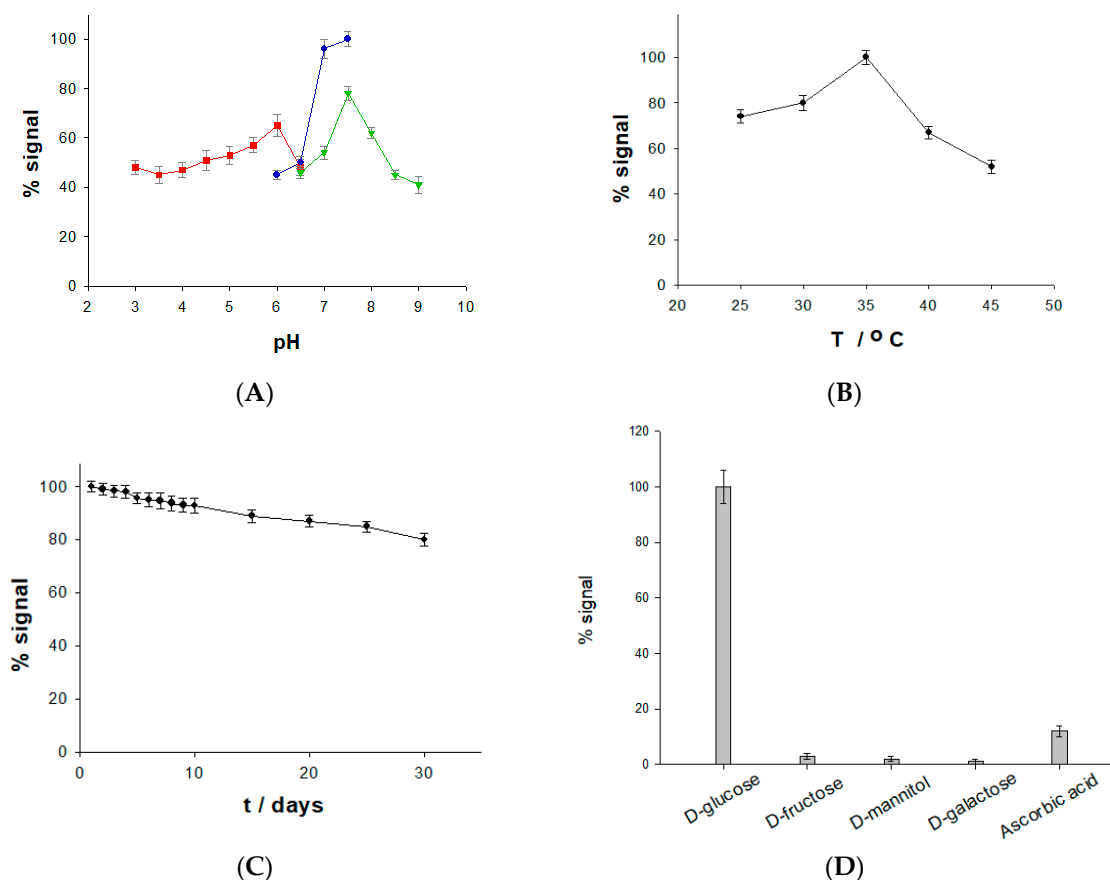 100
80
60
40
20
0
% signal
2 3 4 5 6 7 8 9 10
pH
(A)
100
80
60
40
20
0
% signal
20 25 30 35 40 45 50
T / º C
(B)
100
80
60
40
20
0
% signal
0 10 20 30
t / days
(C)
120
100
80
60
40
20
0
% signal
D-glucose D-fructose D-mannitol D-galactose Ascorbic acid
(D)